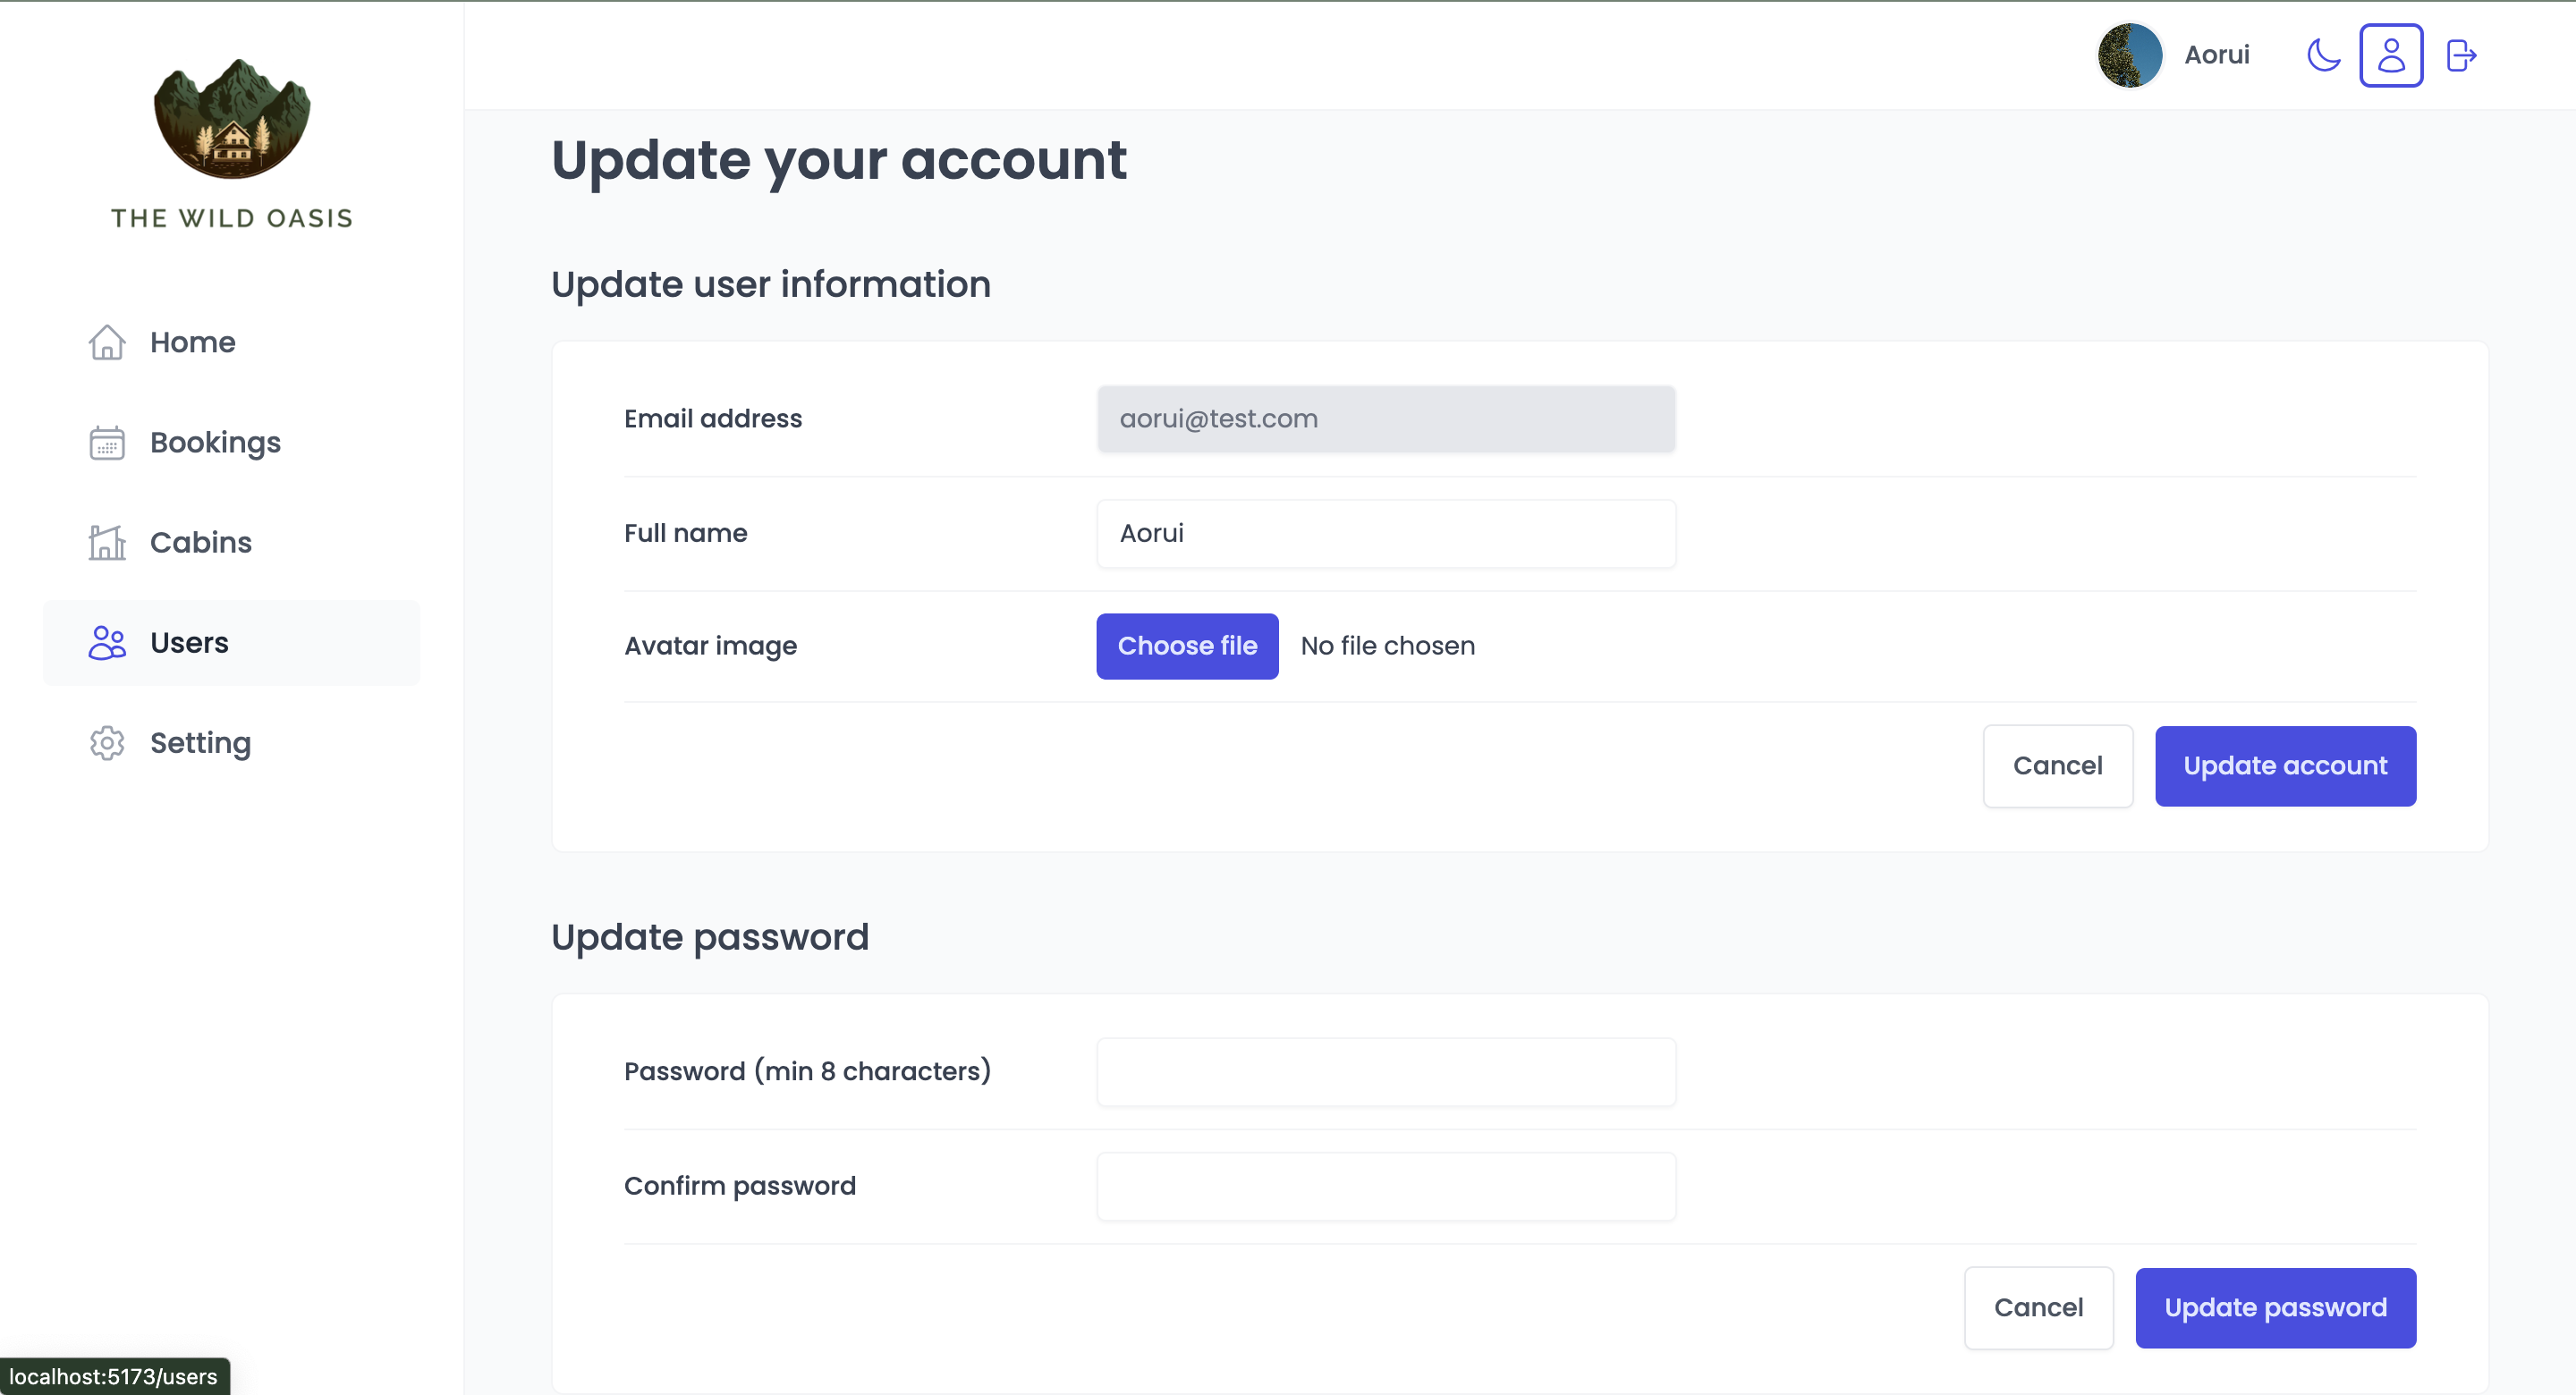 THE WILD OASIS
Home
Bookings
Cabins
Users
Setting
Aorui
Update your account
Update user information
Email address
aorui@test.com
Full name
Aorui
Avatar image
Choose file No file chosen
Cancel
Update account
Update password
Password (min 8 characters)
Confirm password
Cancel
Update password
localhost:5173/users